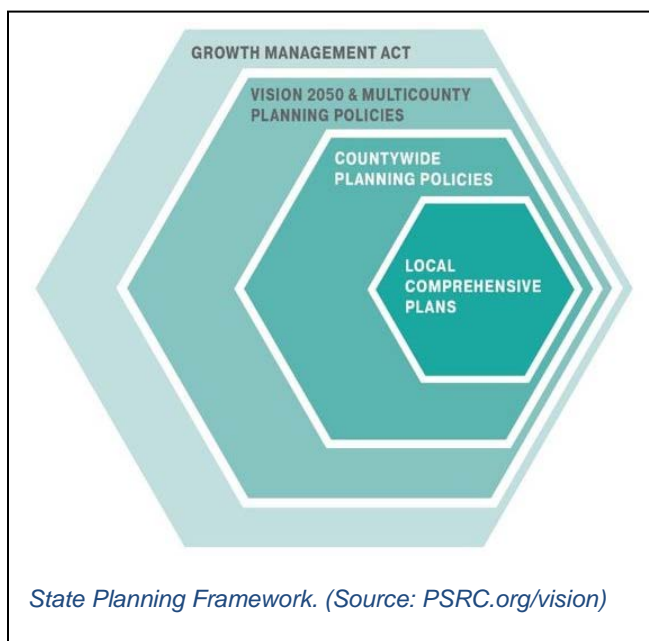 GROWTH MANAGEMENT ACT
VISION 2050 & MULTICOUNTY
PLANNING POLICIES
COUNTYWIDE
PLANNING POLICIES
LOCAL
COMPREHENSIVE
PLANS
State Planning Framework. (Source: PSRC.org/vision)